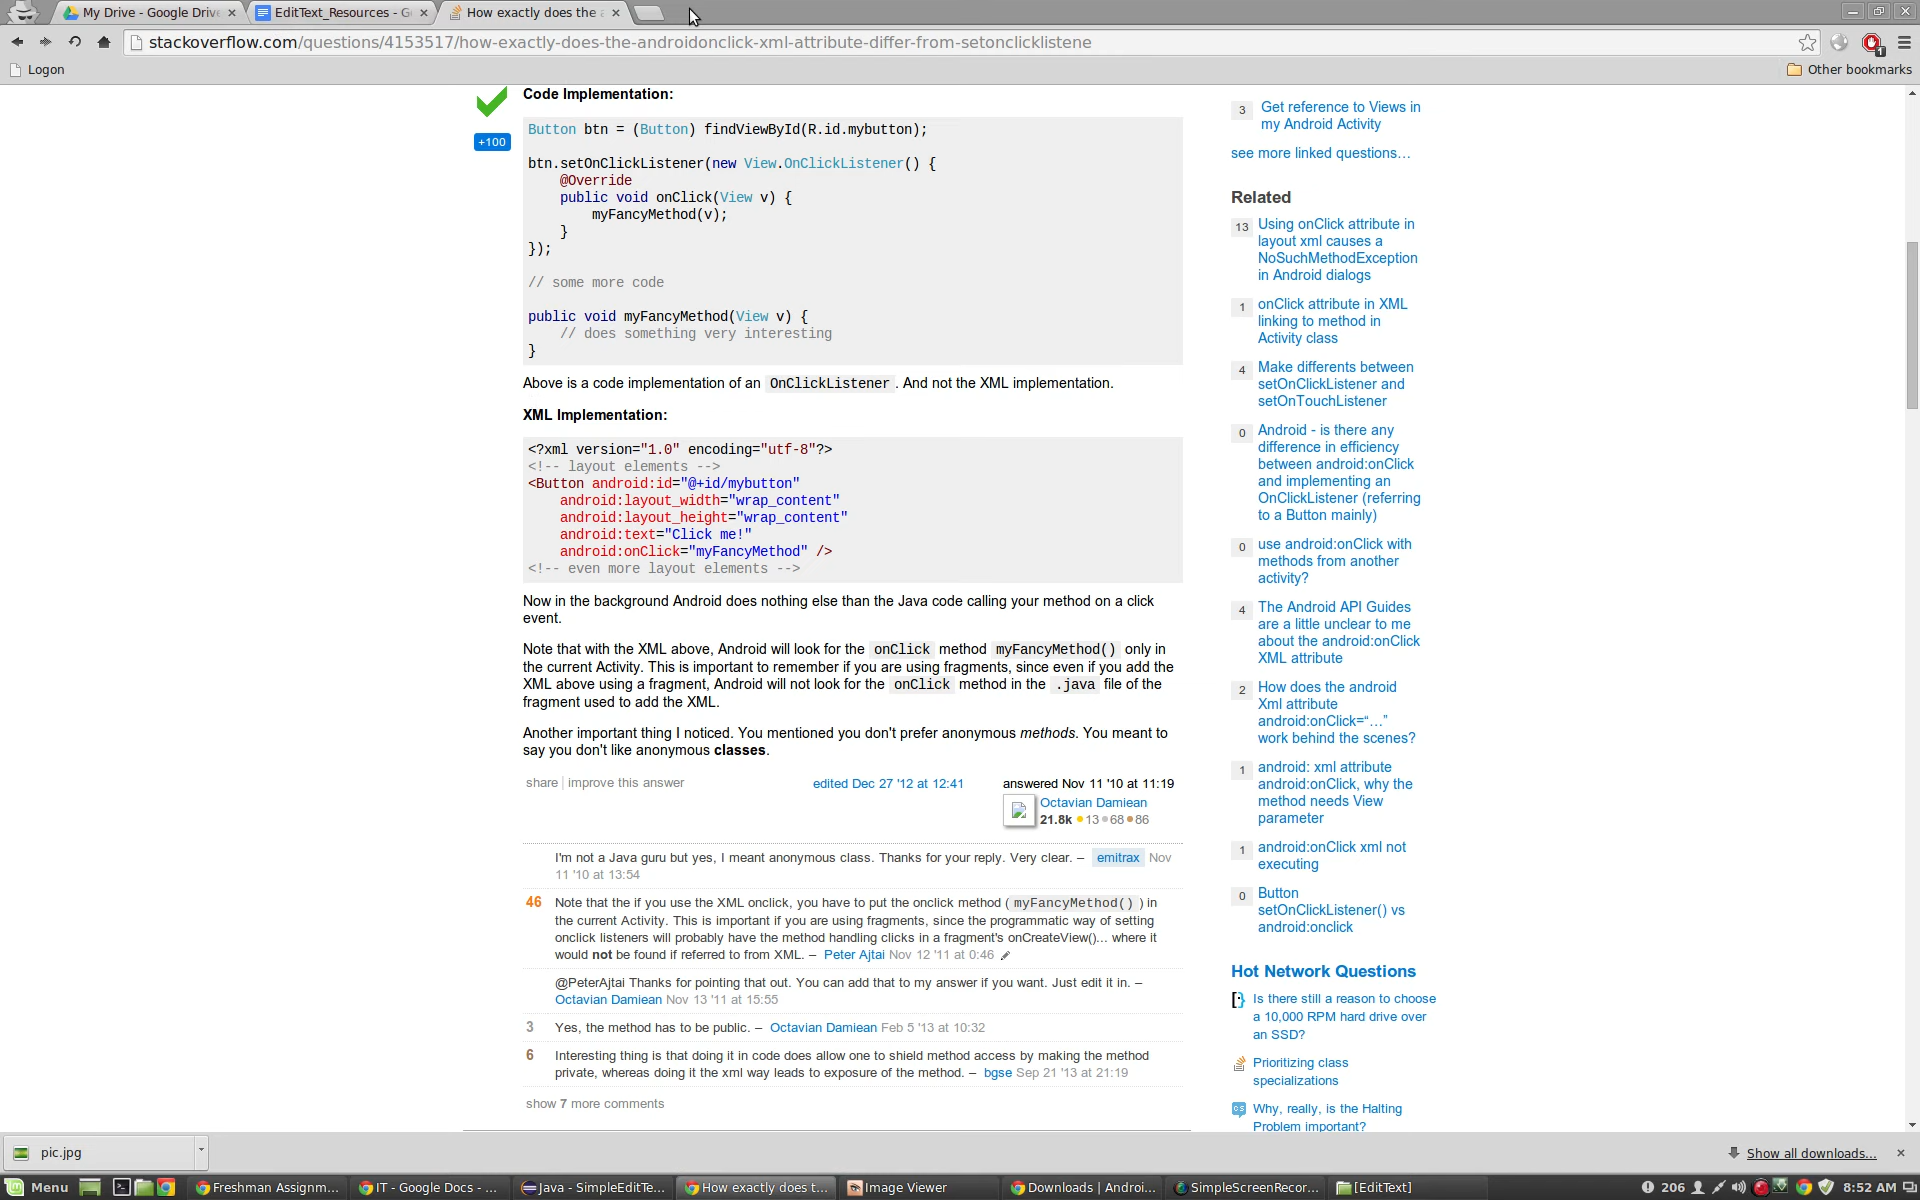 My Drive - Google Drive
EditText_Resources - G
How exactly does the a
stackoverflow.com/questions/4153517/how-exactly-does-the-androidonclick-xml-attribute-differ-from-setonclicklistene
1
Logon
Other bookmarks
Code Implementation:
+100
Button btn = (Button) findViewById(R.id.mybutton);
btn.setOnClickListener(new View.OnClickListener() {
@Override
public void onClick(View v) {
myFancyMethod(v);
}
});
// some more code
public void myFancyMethod(View v) {
// does something very interesting
}
Above is a code implementation of an OnClickListener . And not the XML implementation.
XML Implementation:
<?xml version="1.0" encoding="utf-8"?>
<!-- layout elements -->
<Button android:id="@+id/mybutton"
android:layout_width="wrap_content"
android:layout_height="wrap_content"
android:text="Click me!"
android:onClick="myFancyMethod" />
<!-- even more layout elements -->
Now in the background Android does nothing else than the Java code calling your method on a click
event.
Note that with the XML above, Android will look for the onClick method myFancyMethod() only in
the current Activity. This is important to remember if you are using fragments, since even if you add the
XML above using a fragment, Android will not look for the onClick method in the .java file of the
fragment used to add the XML.
Another important thing I noticed. You mentioned you don't prefer anonymous methods. You meant to
say you don't like anonymous classes.
share improve this answer
edited Dec 27 '12 at 12:41
answered Nov 11 '10 at 11:19
Octavian Damiean
21.8k 13 68 86
I'm not a Java guru but yes, I meant anonymous class. Thanks for your reply. Very clear. – emitrax Nov
11 '10 at 13:54
46 Note that the if you use the XML onclick, you have to put the onclick method ( myFancyMethod() ) in
the current Activity. This is important if you are using fragments, since the programmatic way of setting
onclick listeners will probably have the method handling clicks in a fragment's onCreateView()... where it
would not be found if referred to from XML. – Peter Ajtai Nov 12 '11 at 0:46
@PeterAjtai Thanks for pointing that out. You can add that to my answer if you want. Just edit it in. –
Octavian Damiean Nov 13 '11 at 15:55
3 Yes, the method has to be public. – Octavian Damiean Feb 5 '13 at 10:32
6 Interesting thing is that doing it in code does allow one to shield method access by making the method
private, whereas doing it the xml way leads to exposure of the method. – bgse Sep 21 '13 at 21:19
show 7 more comments
3 Get reference to Views in
my Android Activity
see more linked questions…
Related
13 Using onClick attribute in
layout xml causes a
NoSuchMethodException
in Android dialogs
1 onClick attribute in XML
linking to method in
Activity class
4 Make differents between
setOnClickListener and
setOnTouchListener
0 Android - is there any
difference in efficiency
between android:onClick
and implementing an
OnClickListener (referring
to a Button mainly)
0 use android:onClick with
methods from another
activity?
4 The Android API Guides
are a little unclear to me
about the android:onClick
XML attribute
2 How does the android
Xml attribute
android:onClick=“…”
work behind the scenes?
1 android: xml attribute
android:onClick, why the
method needs View
parameter
1 android:onClick xml not
executing
0 Button
setOnClickListener() vs
android:onclick
Hot Network Questions
Is there still a reason to choose
a 10,000 RPM hard drive over
an SSD?
Prioritizing class
specializations
Why, really, is the Halting
Problem important?
pic.jpg
Show all downloads...
Menu
Freshman Assignm...
IT - Google Docs - ...
Java - SimpleEditTe...
How exactly does t...
Image Viewer
Downloads | Androi...
SimpleScreenRecor...
[EditText]
206
8:52 AM